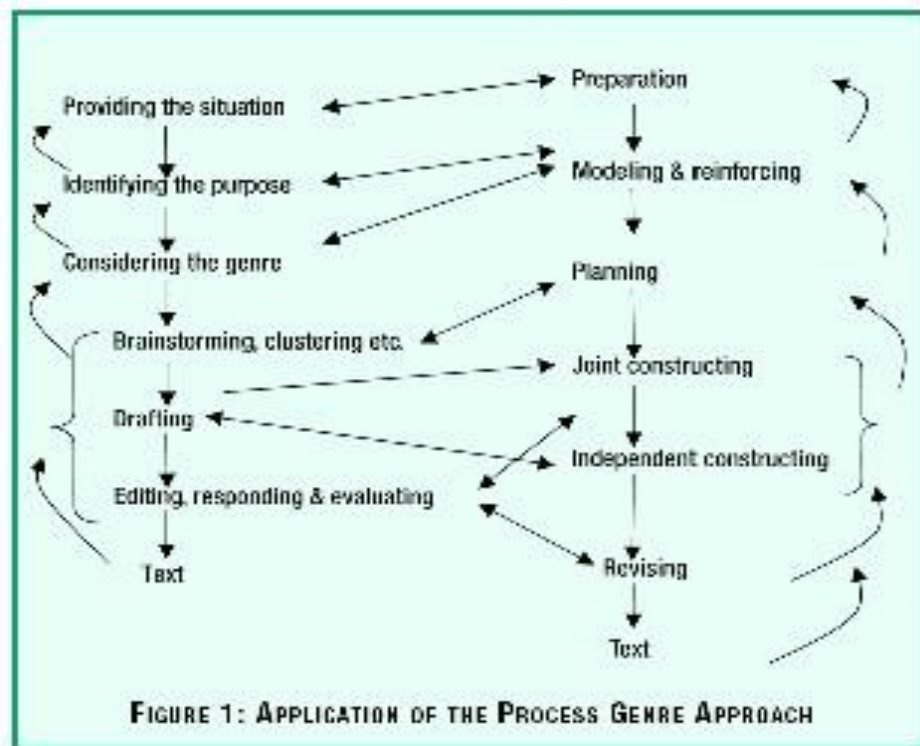 Providing the situation
Identifying the purpose
Considering the genre
Brainstorming, clustering etc.
Drafting
Editing, responding & evaluating
Text
Preparation
Modeling & reinforcing
Planning
Joint constructing
Independent constructing
Revising
Text
FIGURE 1: APPLICATION OF THE PROCESS GENRE APPROACH